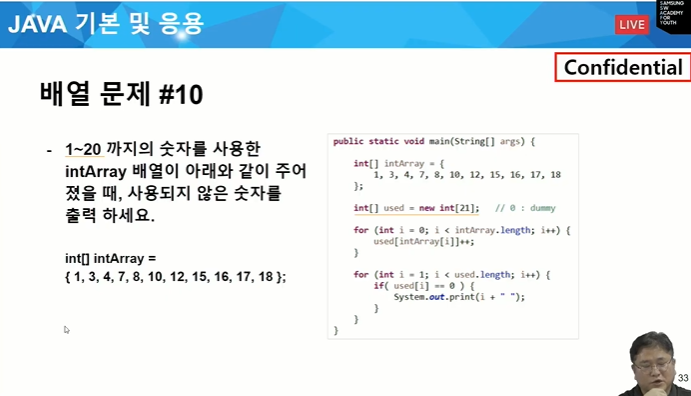 JAVA 기본 및 응용
LIVE
SAMSUNG
SW
ACADEMY
FOR
YOUTH
Confidential
배열 문제 #10
- 1~20 까지의 숫자를 사용한
intArray 배열이 아래와 같이 주어
졌을 때, 사용되지 않은 숫자를
출력 하세요.
int[] intArray =
{ 1, 3, 4, 7, 8, 10, 12, 15, 16, 17, 18 };
public static void main(String[] args) {
int[] intArray = {
1, 3, 4, 7, 8, 10, 12, 15, 16, 17, 18
};
int[] used = new int[21];   // 0 : dummy
for (int i = 0; i < intArray.length; i++) {
used[intArray[i]]++;
}
for (int i = 1; i < used.length; i++) {
if( used[i] == 0 ) {
System.out.print(i + " ");
}
}
}
33